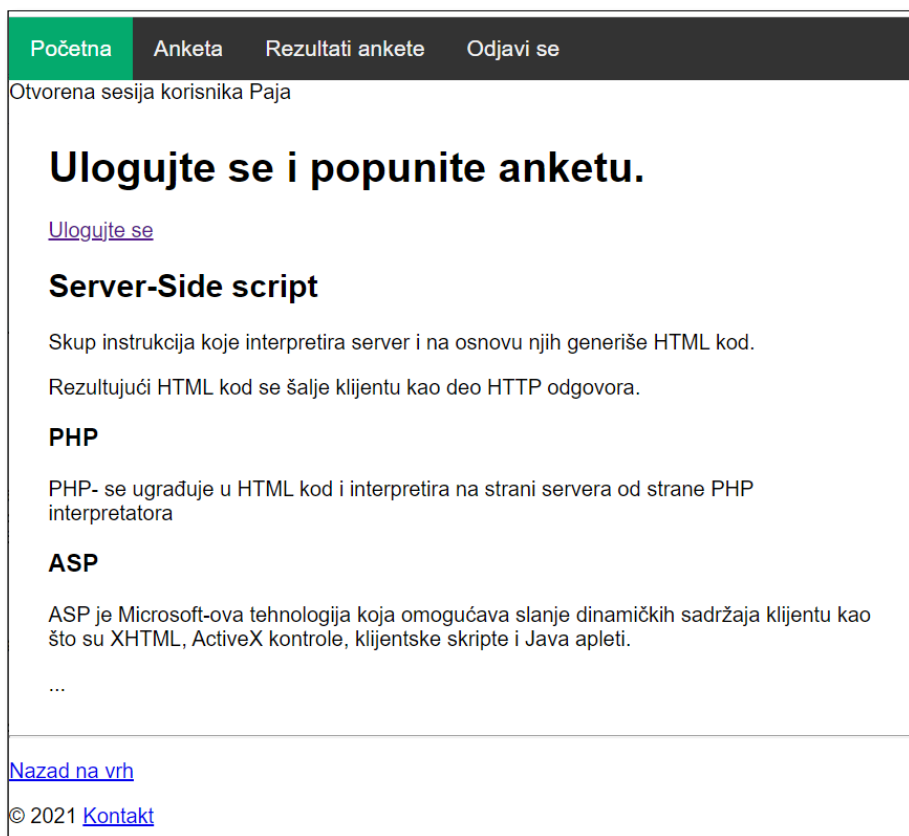 Početna Anketa Rezultati ankete Odjavi se
Otvorena sesija korisnika Paja
Ulogujte se i popunite anketu.
Ulogujte se
Server-Side script
Skup instrukcija koje interpretira server i na osnovu njih generiše HTML kod.
Rezultujući HTML kod se šalje klijentu kao deo HTTP odgovora.
PHP
PHP- se ugrađuje u HTML kod i interpretira na strani servera od strane PHP
interpretatora
ASP
ASP je Microsoft-ova tehnologija koja omogućava slanje dinamičkih sadržaja klijentu kao
što su XHTML, ActiveX kontrole, klijentske skripte i Java apleti.
...
Nazad na vrh
© 2021 Kontakt